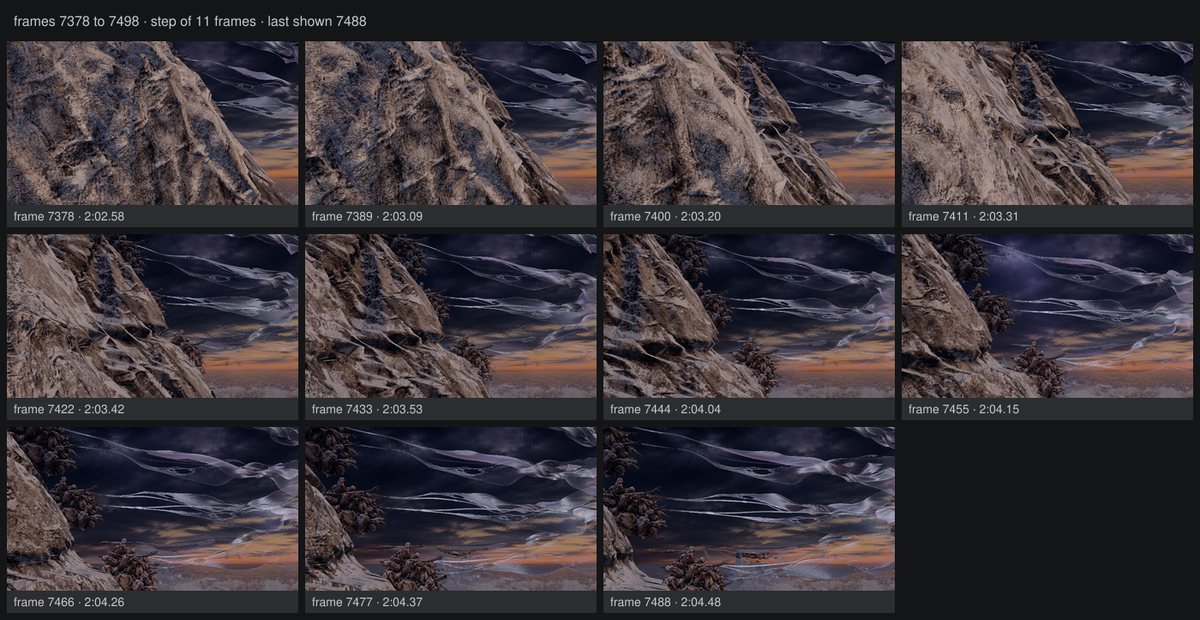 frames 7378 to 7498 · step of 11 frames · last shown 7488
frame 7378 · 2:02.58
frame 7389 · 2:03.09
frame 7400 · 2:03.20
frame 7411 · 2:03.31
frame 7422 · 2:03.42
frame 7433 · 2:03.53
frame 7444 · 2:04.04
frame 7455 · 2:04.15
frame 7466 · 2:04.26
frame 7477 · 2:04.37
frame 7488 · 2:04.48